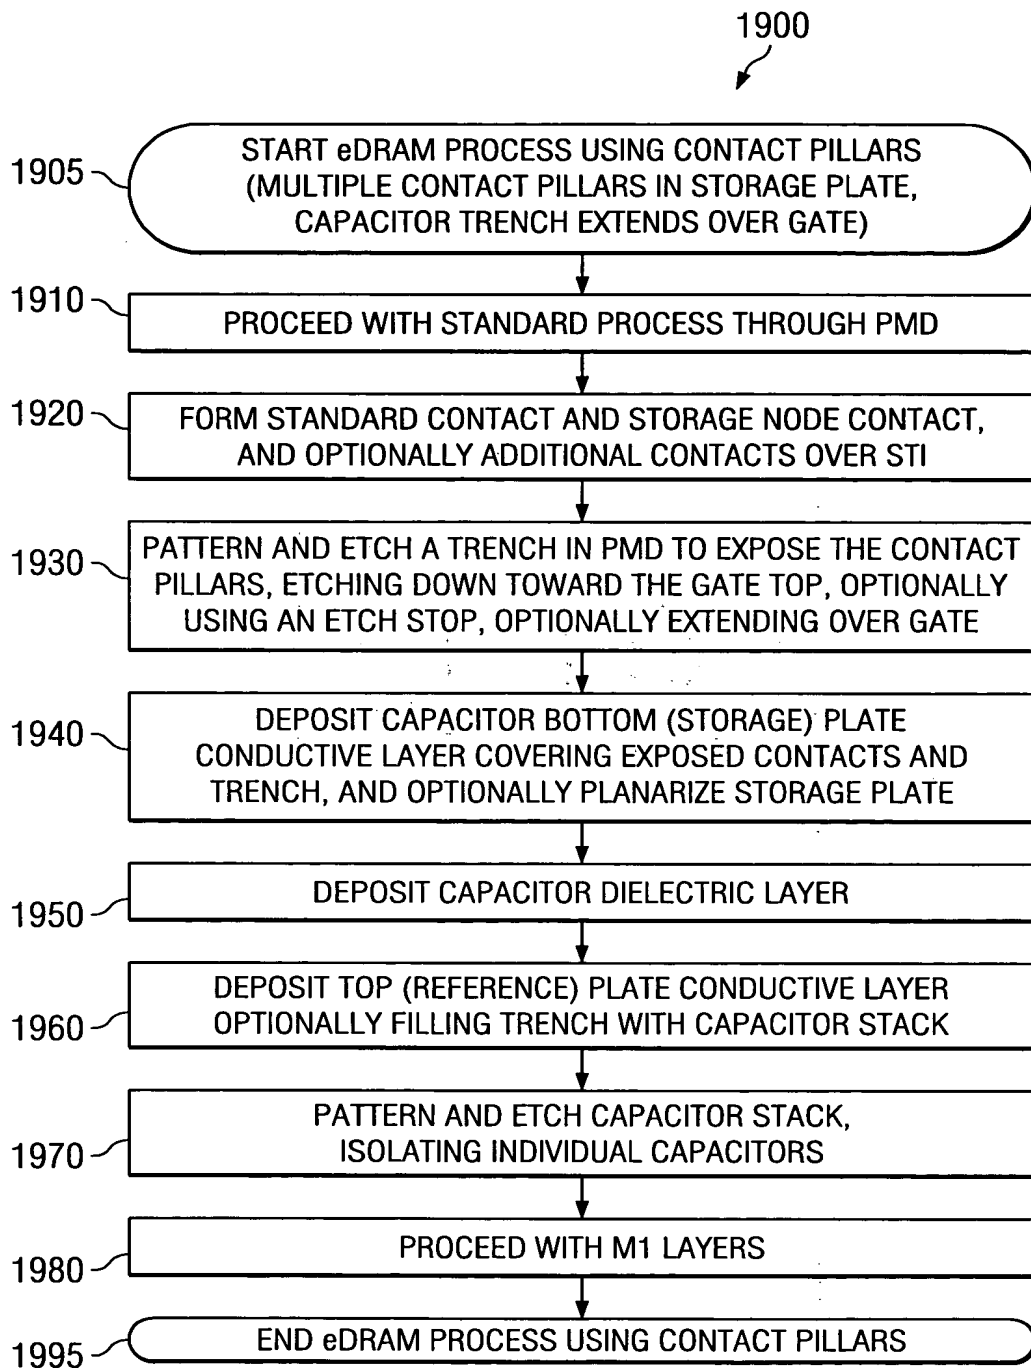 1900
1905
START eDRAM PROCESS USING CONTACT PILLARS
(MULTIPLE CONTACT PILLARS IN STORAGE PLATE,
CAPACITOR TRENCH EXTENDS OVER GATE)
1910
PROCEED WITH STANDARD PROCESS THROUGH PMD
1920
FORM STANDARD CONTACT AND STORAGE NODE CONTACT,
AND OPTIONALLY ADDITIONAL CONTACTS OVER STI
1930
PATTERN AND ETCH A TRENCH IN PMD TO EXPOSE THE CONTACT
PILLARS, ETCHING DOWN TOWARD THE GATE TOP, OPTIONALLY
USING AN ETCH STOP, OPTIONALLY EXTENDING OVER GATE
1940
DEPOSIT CAPACITOR BOTTOM (STORAGE) PLATE
CONDUCTIVE LAYER COVERING EXPOSED CONTACTS AND
TRENCH, AND OPTIONALLY PLANARIZE STORAGE PLATE
1950
DEPOSIT CAPACITOR DIELECTRIC LAYER
1960
DEPOSIT TOP (REFERENCE) PLATE CONDUCTIVE LAYER
OPTIONALLY FILLING TRENCH WITH CAPACITOR STACK
1970
PATTERN AND ETCH CAPACITOR STACK,
ISOLATING INDIVIDUAL CAPACITORS
1980
PROCEED WITH M1 LAYERS
1995
END eDRAM PROCESS USING CONTACT PILLARS